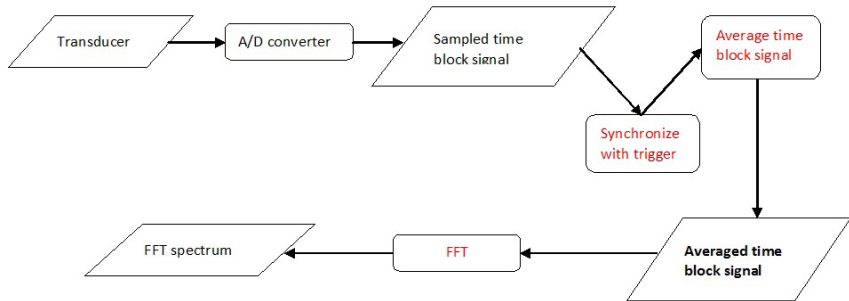 Transducer
A/D converter
Sampled time
block signal
Average time
block signal
Synchronize
with trigger
FFT spectrum
FFT
Averaged time
block signal